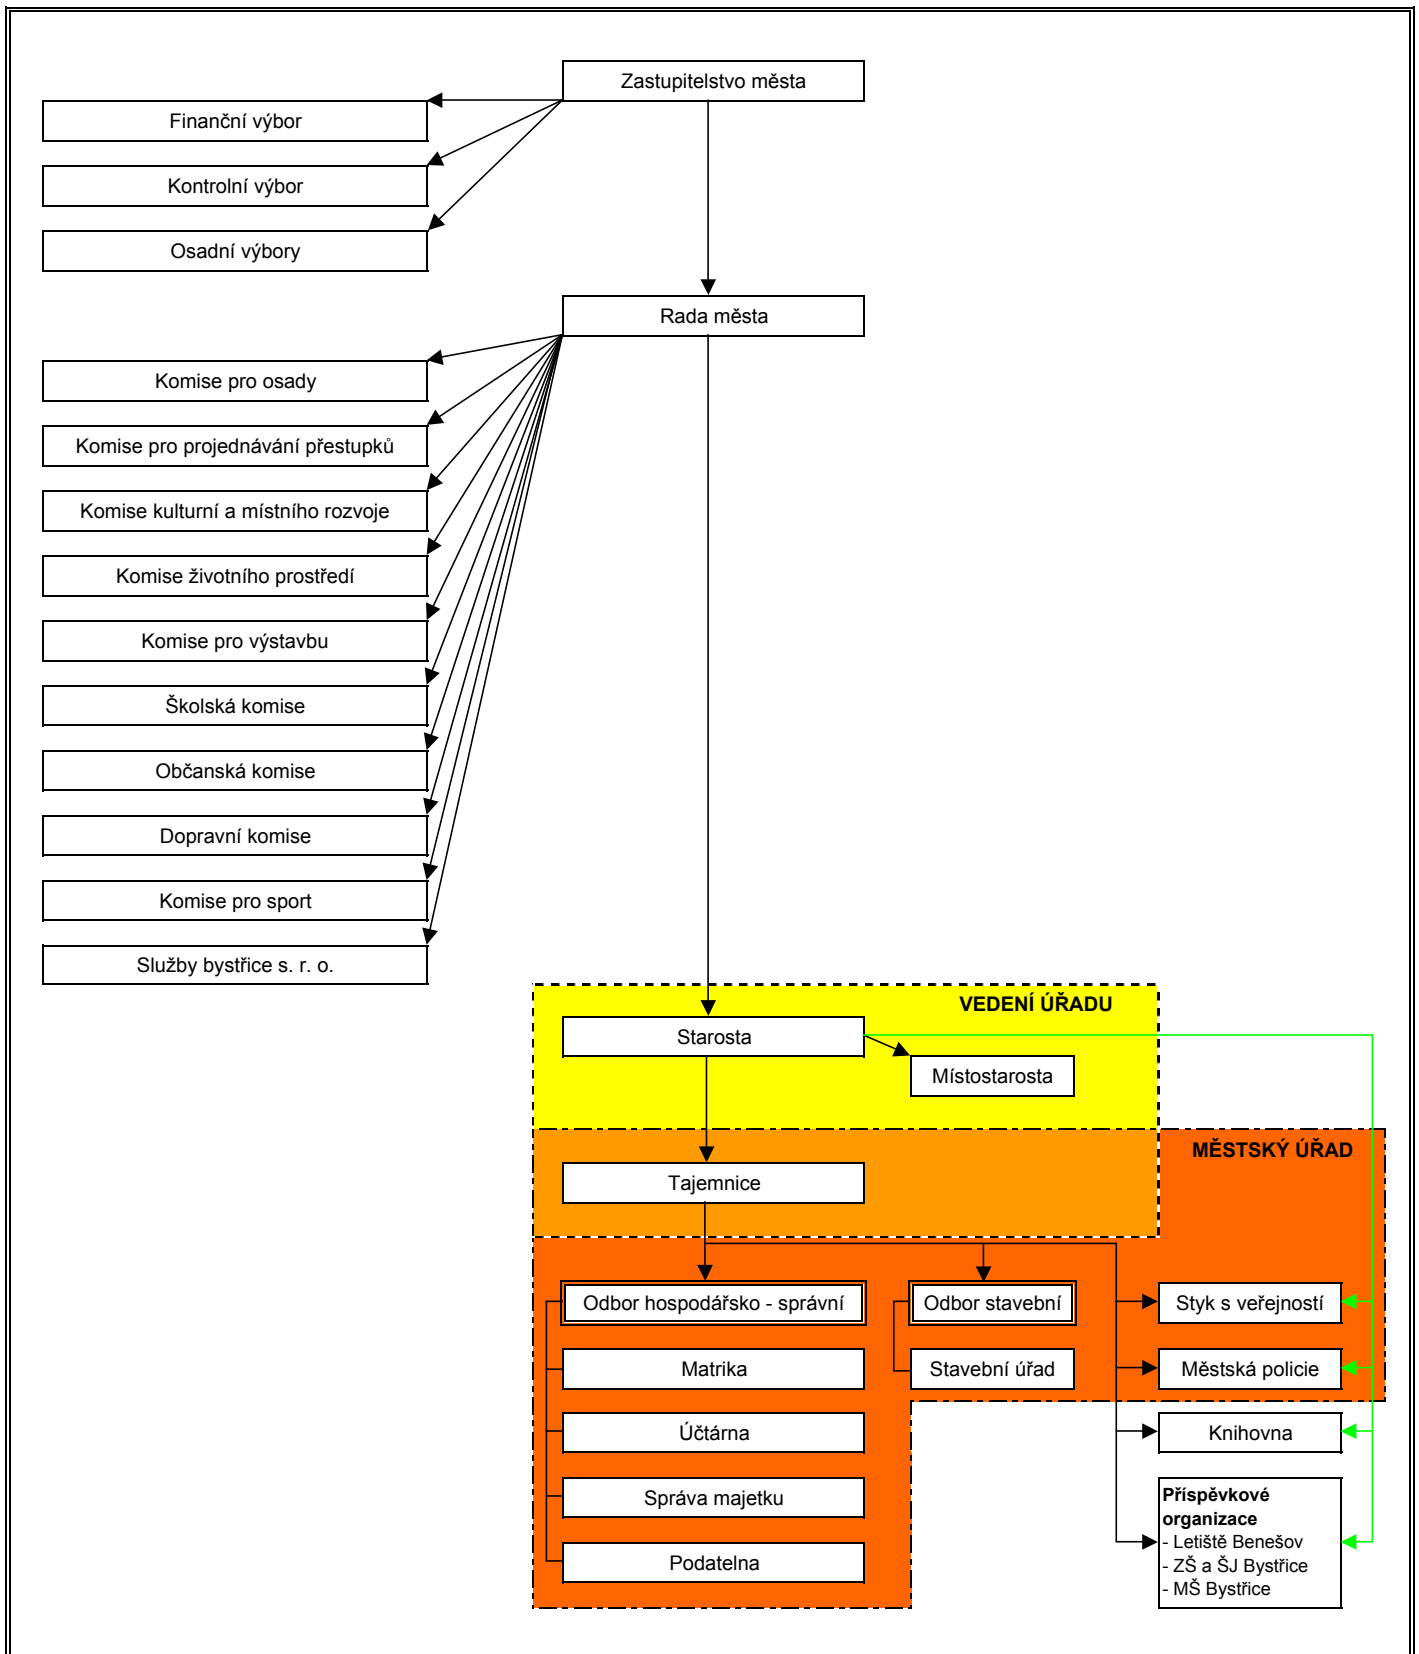 Zastupitelstvo města
Finanční výbor
Kontrolní výbor
Osadní výbory
Rada města
Komise pro osady
Komise pro projednávání přestupků
Komise kulturní a místního rozvoje
Komise životního prostředí
Komise pro výstavbu
Školská komise
Občanská komise
Dopravní komise
Komise pro sport
Služby bystřice s. r. o.
VEDENÍ ÚŘADU
Starosta
Místostarosta
MĚSTSKÝ ÚŘAD
Tajemnice
Odbor hospodářsko - správní
Odbor stavební
Styk s veřejností
Matrika
Stavební úřad
Městská policie
Účtárna
Knihovna
Správa majetku
Podatelna
Příspěvkové
organizace
- Letiště Benešov
- ZŠ a ŠJ Bystřice
- MŠ Bystřice